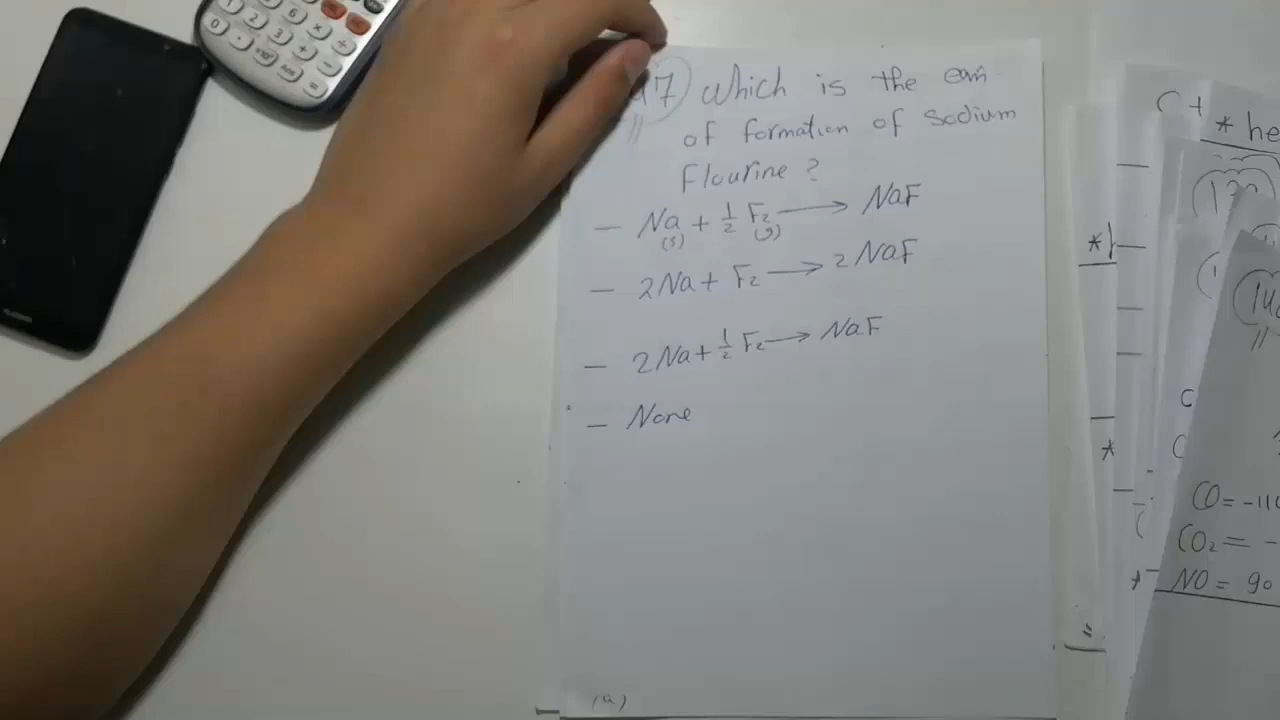 17 Which is the eqn
of formation of Sodium
Flourine ?
— Na + 1/2 F2 ⟶ NaF
(s) (g)
— 2Na + F2 ⟶ 2NaF
— 2Na + 1/2 F2 ⟶ NaF
— None
(a)
C+
* he
CO = -110
CO2 = -
NO = 90